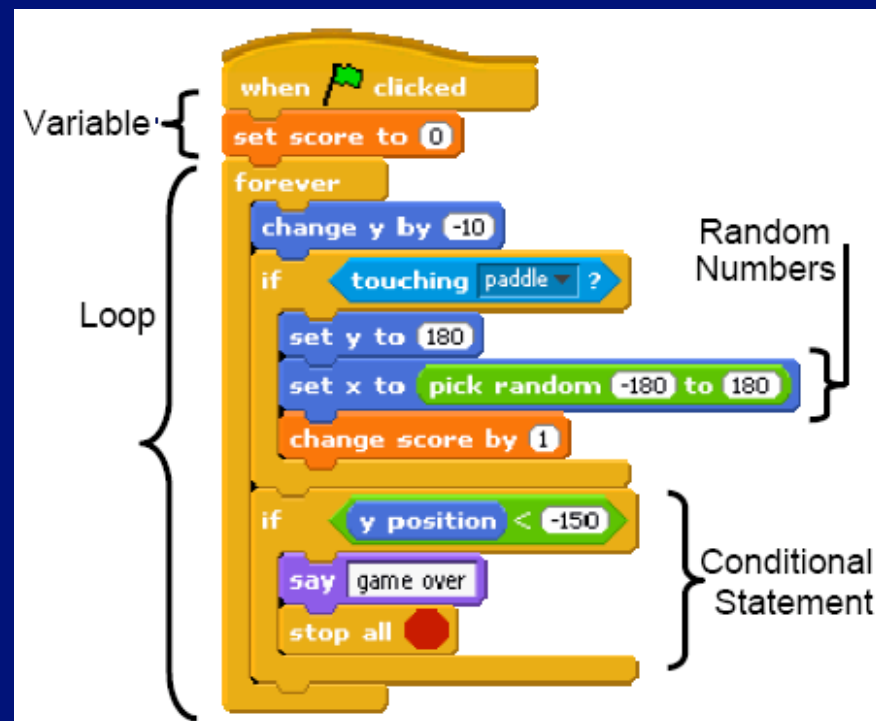 when clicked
Variable
set score to 0
forever
change y by -10
Random
Numbers
if touching paddle ?
Loop
set y to 180
set x to pick random -180 to 180
change score by 1
if y position < -150
Conditional
Statement
say game over
stop all